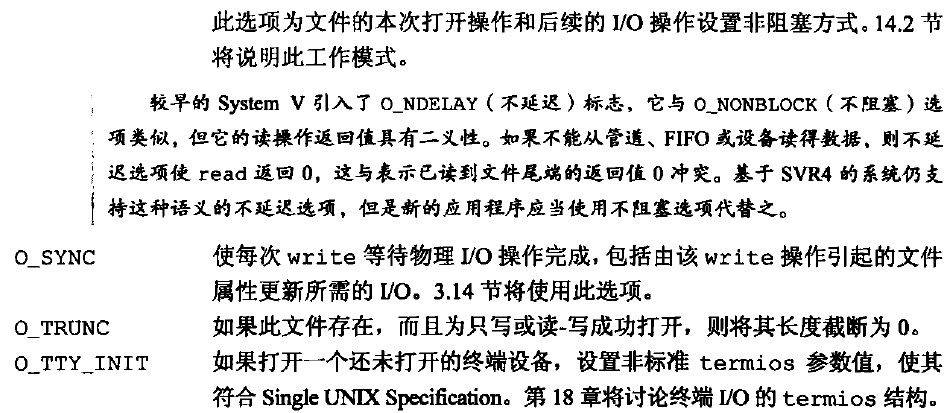 此选项为文件的本次打开操作和后续的 I/O 操作设置非阻塞方式。14.2 节
将说明此工作模式。
较早的 System V 引入了 O_NDELAY（不延迟）标志，它与 O_NONBLOCK（不阻塞）选
项类似，但它的读操作返回值具有二义性。如果不能从管道、FIFO 或设备读得数据，则不延
迟选项使 read 返回 0，这与表示已读到文件尾端的返回值 0 冲突。基于 SVR4 的系统仍支
持这种语义的不延迟选项，但是新的应用程序应当使用不阻塞选项代替之。
O_SYNC 使每次 write 等待物理 I/O 操作完成，包括由该 write 操作引起的文件
属性更新所需的 I/O。3.14 节将使用此选项。
O_TRUNC 如果此文件存在，而且为只写或读-写成功打开，则将其长度截断为 0。
O_TTY_INIT 如果打开一个还未打开的终端设备，设置非标准 termios 参数值，使其
符合 Single UNIX Specification。第 18 章将讨论终端 I/O 的 termios 结构。